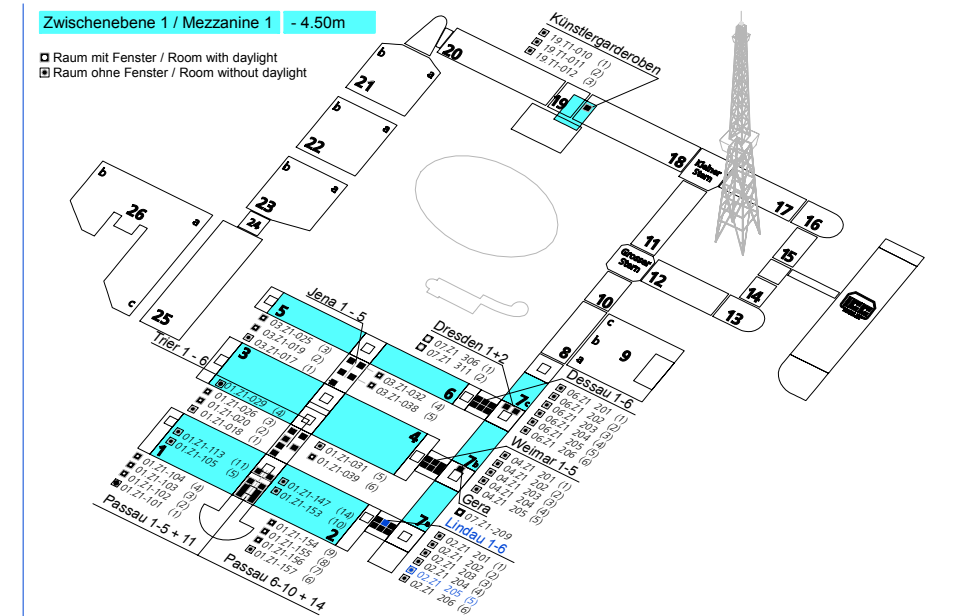 Zwischenebene 1 / Mezzanine 1 - 4.50m
Raum mit Fenster / Room with daylight
Raum ohne Fenster / Room without daylight
Künstlergarderoben
19 T1-010 (1)
19 T1-011 (2)
19 T1-012 (3)
20
b
21
a
19
b
22
a
18
Kleiner
Stern
b
23
a
17
16
b
26
a
c
24
25
11
Grosser
Stern
12
15
14
13
10
8
c
b
9
a
Jena 1 - 5
5
03.Z1-025 (3)
03.Z1-019 (2)
03.Z1-017 (1)
03.Z1-032 (4)
03.Z1-038 (5)
6
Dresden 1+2
07.Z1 306 (1)
07.Z1 311 (2)
7c
Dessau 1-6
06.Z1 201 (1)
06.Z1 202 (2)
06.Z1 203 (3)
06.Z1 204 (4)
06.Z1 205 (5)
06.Z1 206 (6)
Trier 1 - 6
3
01.Z1-029 (4)
01.Z1-026 (3)
01.Z1-020 (2)
01.Z1-018 (1)
01.Z1-031 (5)
01.Z1-039 (6)
4
7b
Weimar 1-5
04.Z1 201 (1)
04.Z1 202 (2)
04.Z1 203 (3)
04.Z1 204 (4)
04.Z1 205 (5)
Gera
07.Z1-209
1
01.Z1-113 (11)
01.Z1-105 (5)
01.Z1-104 (4)
01.Z1-103 (3)
01.Z1-102 (2)
01.Z1-101 (1)
Passau 1-5 + 11
01.Z1-147 (14)
01.Z1-153 (10)
2
01.Z1-154 (9)
01.Z1-155 (8)
01.Z1-156 (7)
01.Z1-157 (6)
Passau 6-10 + 14
7a
Lindau 1-6
02.Z1 201 (1)
02.Z1 202 (2)
02.Z1 203 (3)
02.Z1 204 (4)
02.Z1 205 (5)
02.Z1 206 (6)